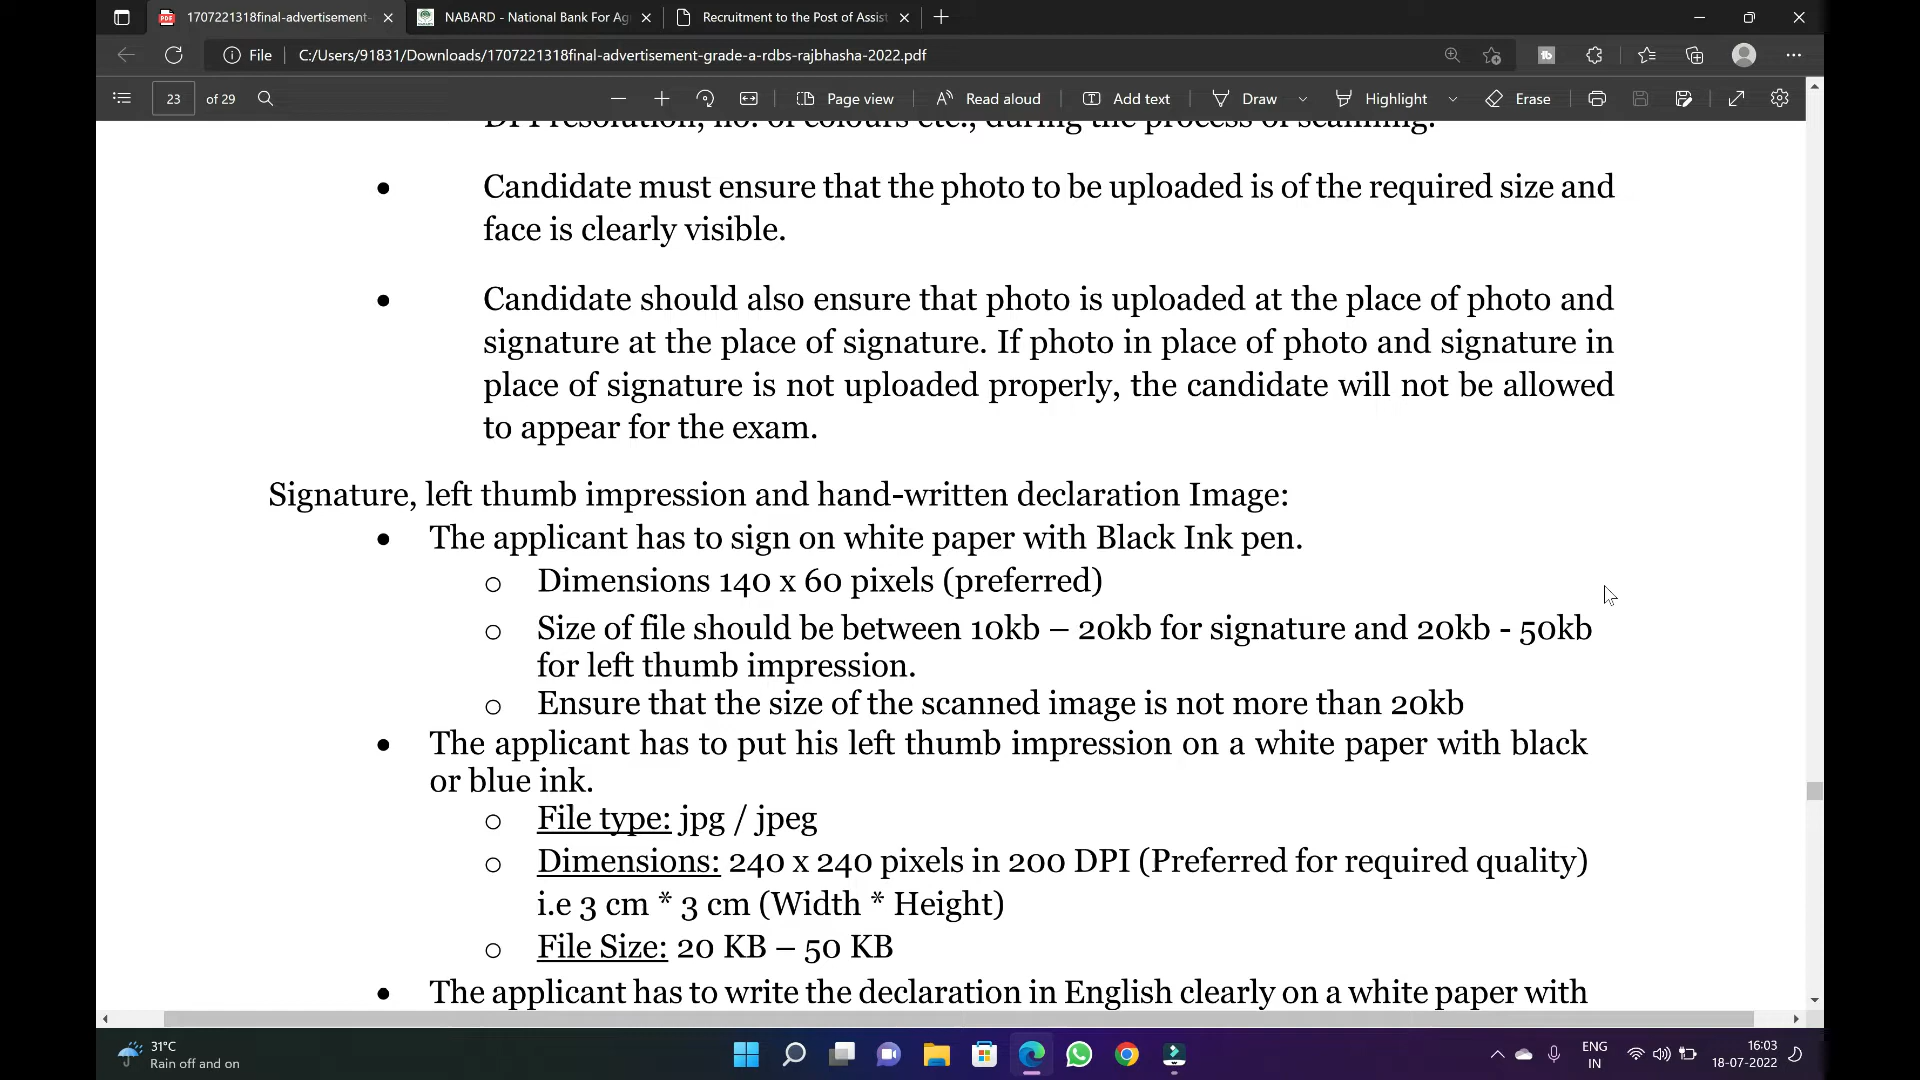 1707221318final-advertisement-
NABARD - National Bank For Ag
Recruitment to the Post of Assist
File
C:/Users/91831/Downloads/1707221318final-advertisement-grade-a-rdbs-rajbhasha-2022.pdf
23 of 29
Page view
Read aloud
Add text
Draw
Highlight
Erase
DPI resolution, no. of colours etc., during the process of scanning.
• Candidate must ensure that the photo to be uploaded is of the required size and
face is clearly visible.
• Candidate should also ensure that photo is uploaded at the place of photo and
signature at the place of signature. If photo in place of photo and signature in
place of signature is not uploaded properly, the candidate will not be allowed
to appear for the exam.
Signature, left thumb impression and hand-written declaration Image:
• The applicant has to sign on white paper with Black Ink pen.
o Dimensions 140 x 60 pixels (preferred)
o Size of file should be between 10kb – 20kb for signature and 20kb - 50kb
for left thumb impression.
o Ensure that the size of the scanned image is not more than 20kb
• The applicant has to put his left thumb impression on a white paper with black
or blue ink.
o File type: jpg / jpeg
o Dimensions: 240 x 240 pixels in 200 DPI (Preferred for required quality)
i.e 3 cm * 3 cm (Width * Height)
o File Size: 20 KB – 50 KB
• The applicant has to write the declaration in English clearly on a white paper with
31°C
Rain off and on
ENG
IN
16:03
18-07-2022